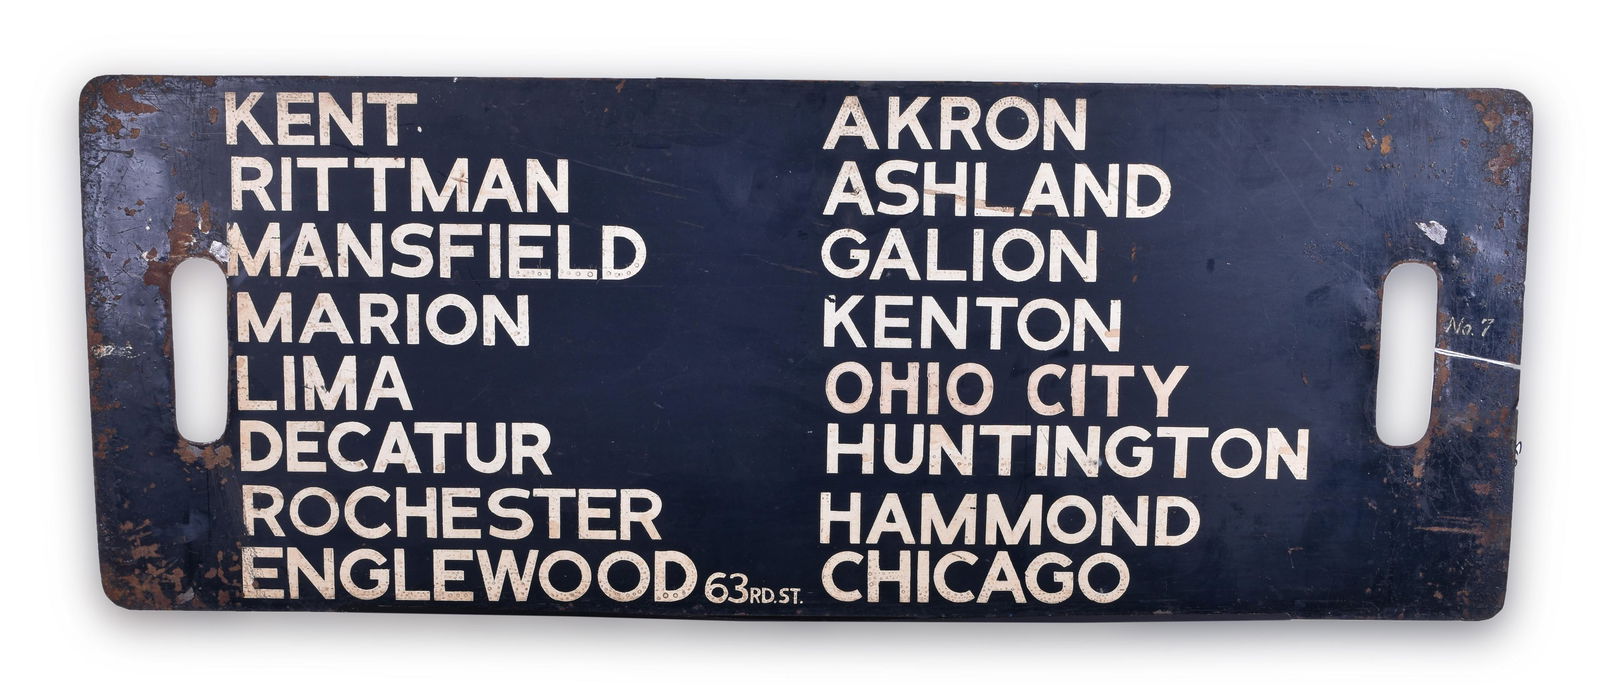 KENT AKRON
RITTMAN ASHLAND
MANSFIELD GALION
MARION KENTON
LIMA OHIO CITY
DECATUR HUNTINGTON
ROCHESTER HAMMOND
ENGLEWOOD 63RD.ST. CHICAGO
No. 7